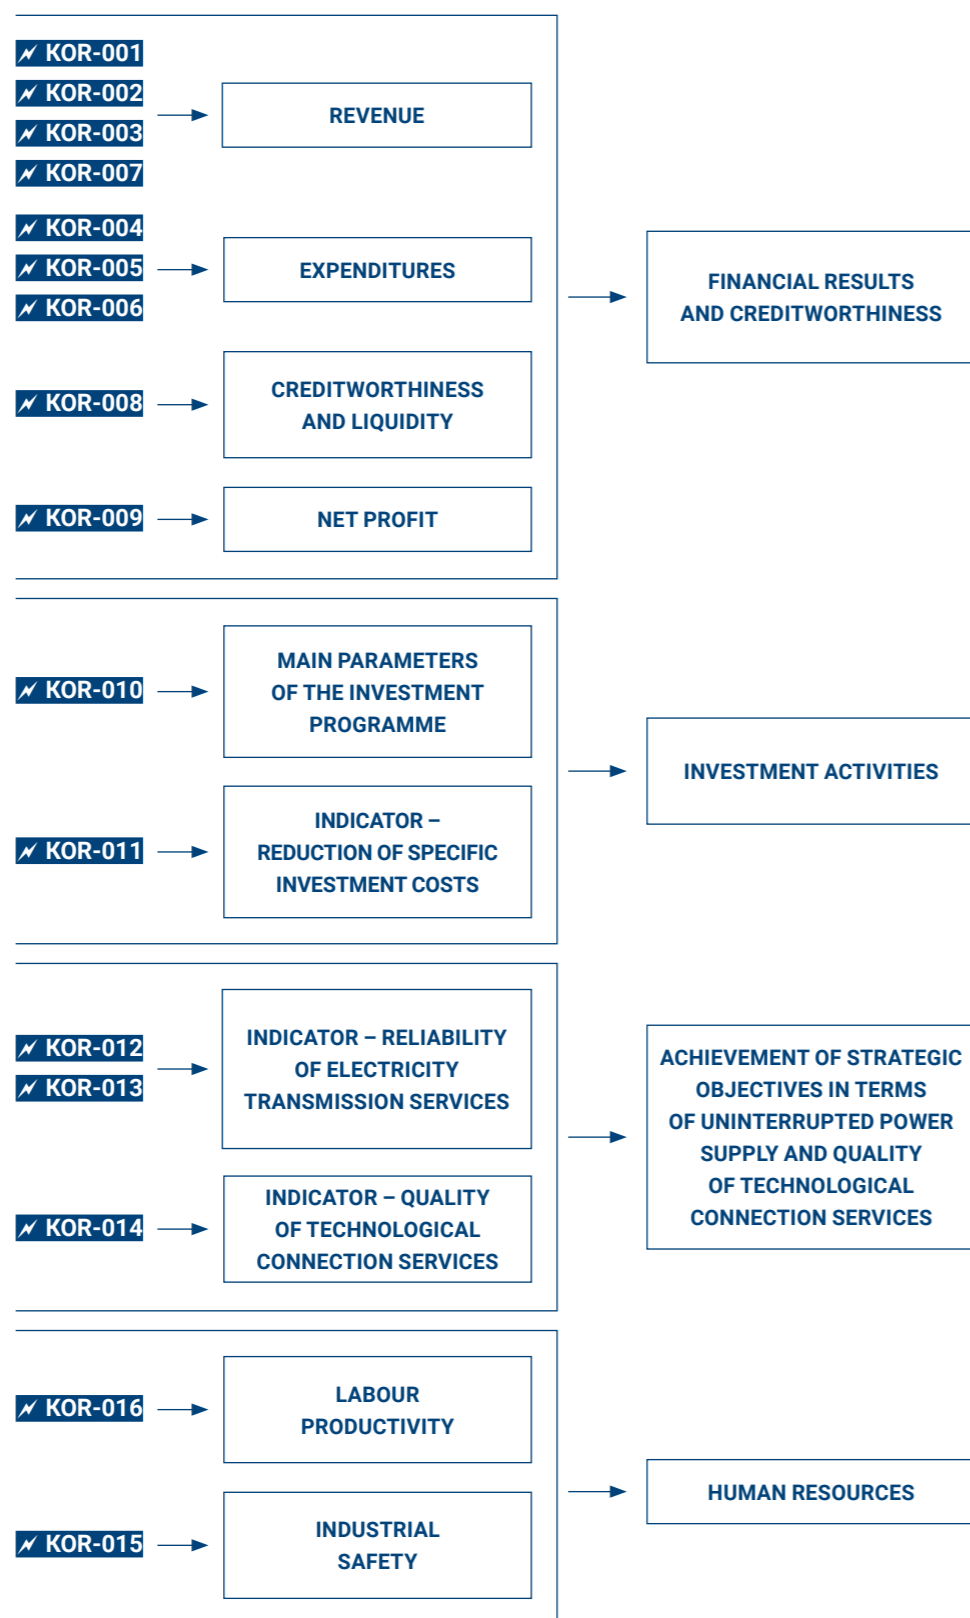 KOR-001
KOR-002
KOR-003
KOR-007
REVENUE
KOR-004
KOR-005
KOR-006
EXPENDITURES
KOR-008
CREDITWORTHINESS
AND LIQUIDITY
KOR-009
NET PROFIT
FINANCIAL RESULTS
AND CREDITWORTHINESS
KOR-010
MAIN PARAMETERS
OF THE INVESTMENT
PROGRAMME
KOR-011
INDICATOR –
REDUCTION OF SPECIFIC
INVESTMENT COSTS
INVESTMENT ACTIVITIES
KOR-012
KOR-013
INDICATOR – RELIABILITY
OF ELECTRICITY
TRANSMISSION SERVICES
KOR-014
INDICATOR – QUALITY
OF TECHNOLOGICAL
CONNECTION SERVICES
ACHIEVEMENT OF STRATEGIC
OBJECTIVES IN TERMS
OF UNINTERRUPTED POWER
SUPPLY AND QUALITY
OF TECHNOLOGICAL
CONNECTION SERVICES
KOR-016
LABOUR
PRODUCTIVITY
KOR-015
INDUSTRIAL
SAFETY
HUMAN RESOURCES